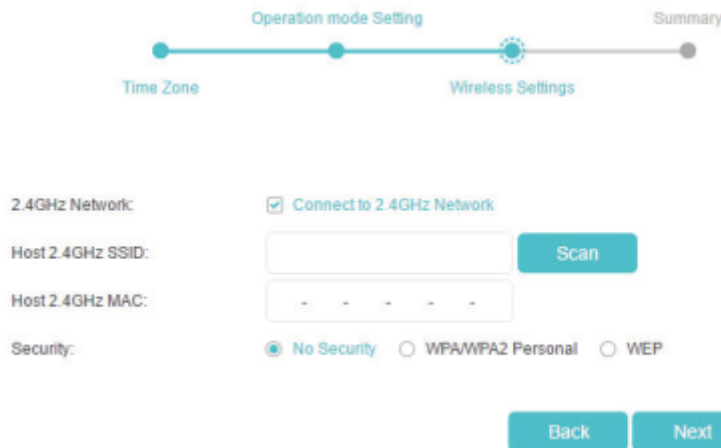 Operation mode Setting Summary
Time Zone Wireless Settings
2.4GHz Network: Connect to 2.4GHz Network
Host 2.4GHz SSID: Scan
Host 2.4GHz MAC: - - - - -
Security: No Security WPA/WPA2 Personal WEP
Back Next